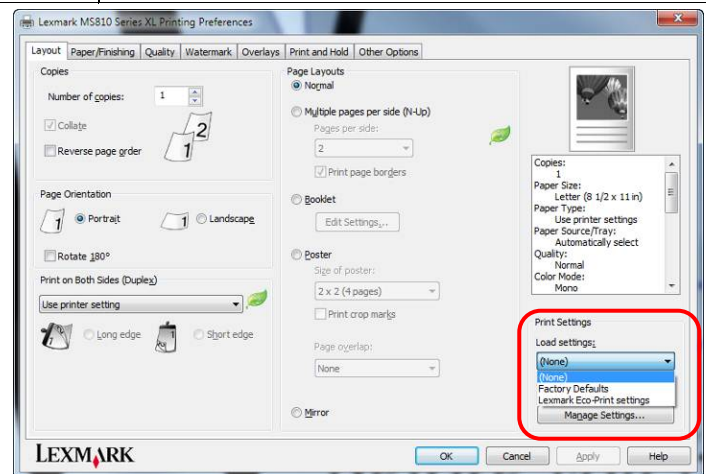 Lexmark MS810 Series XL Printing Preferences
Layout Paper/Finishing Quality Watermark Overlays Print and Hold Other Options
Copies
Number of copies: 1
Collate
Reverse page order
2
1
Page Orientation
1 Portrait 1 Landscape
Rotate 180°
Print on Both Sides (Duplex)
Use printer setting
Long edge Short edge
Page Layouts
Normal
Multiple pages per side (N-Up)
Pages per side:
2
Print page borders
Booklet
Edit Settings...
Poster
Size of poster:
2 x 2 (4 pages)
Print crop marks
Page overlap:
None
Mirror
Copies:
1
Paper Size:
Letter (8 1/2 x 11 in)
Paper Type:
Use printer settings
Paper Source/Tray:
Automatically select
Quality:
Normal
Color Mode:
Mono
Print Settings
Load settings:
(None)
(None)
Factory Defaults
Lexmark Eco-Print settings
Manage Settings...
LEXMARK
OK Cancel Apply Help